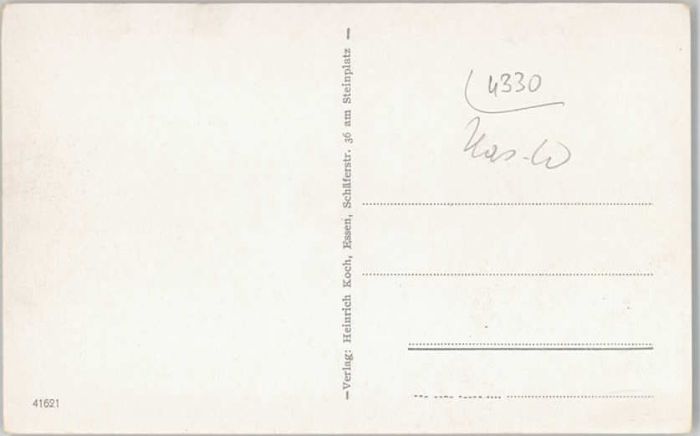 4330
— Verlag: Heinrich Koch, Essen, Schäferstr. 36 am Steinplatz —
41621